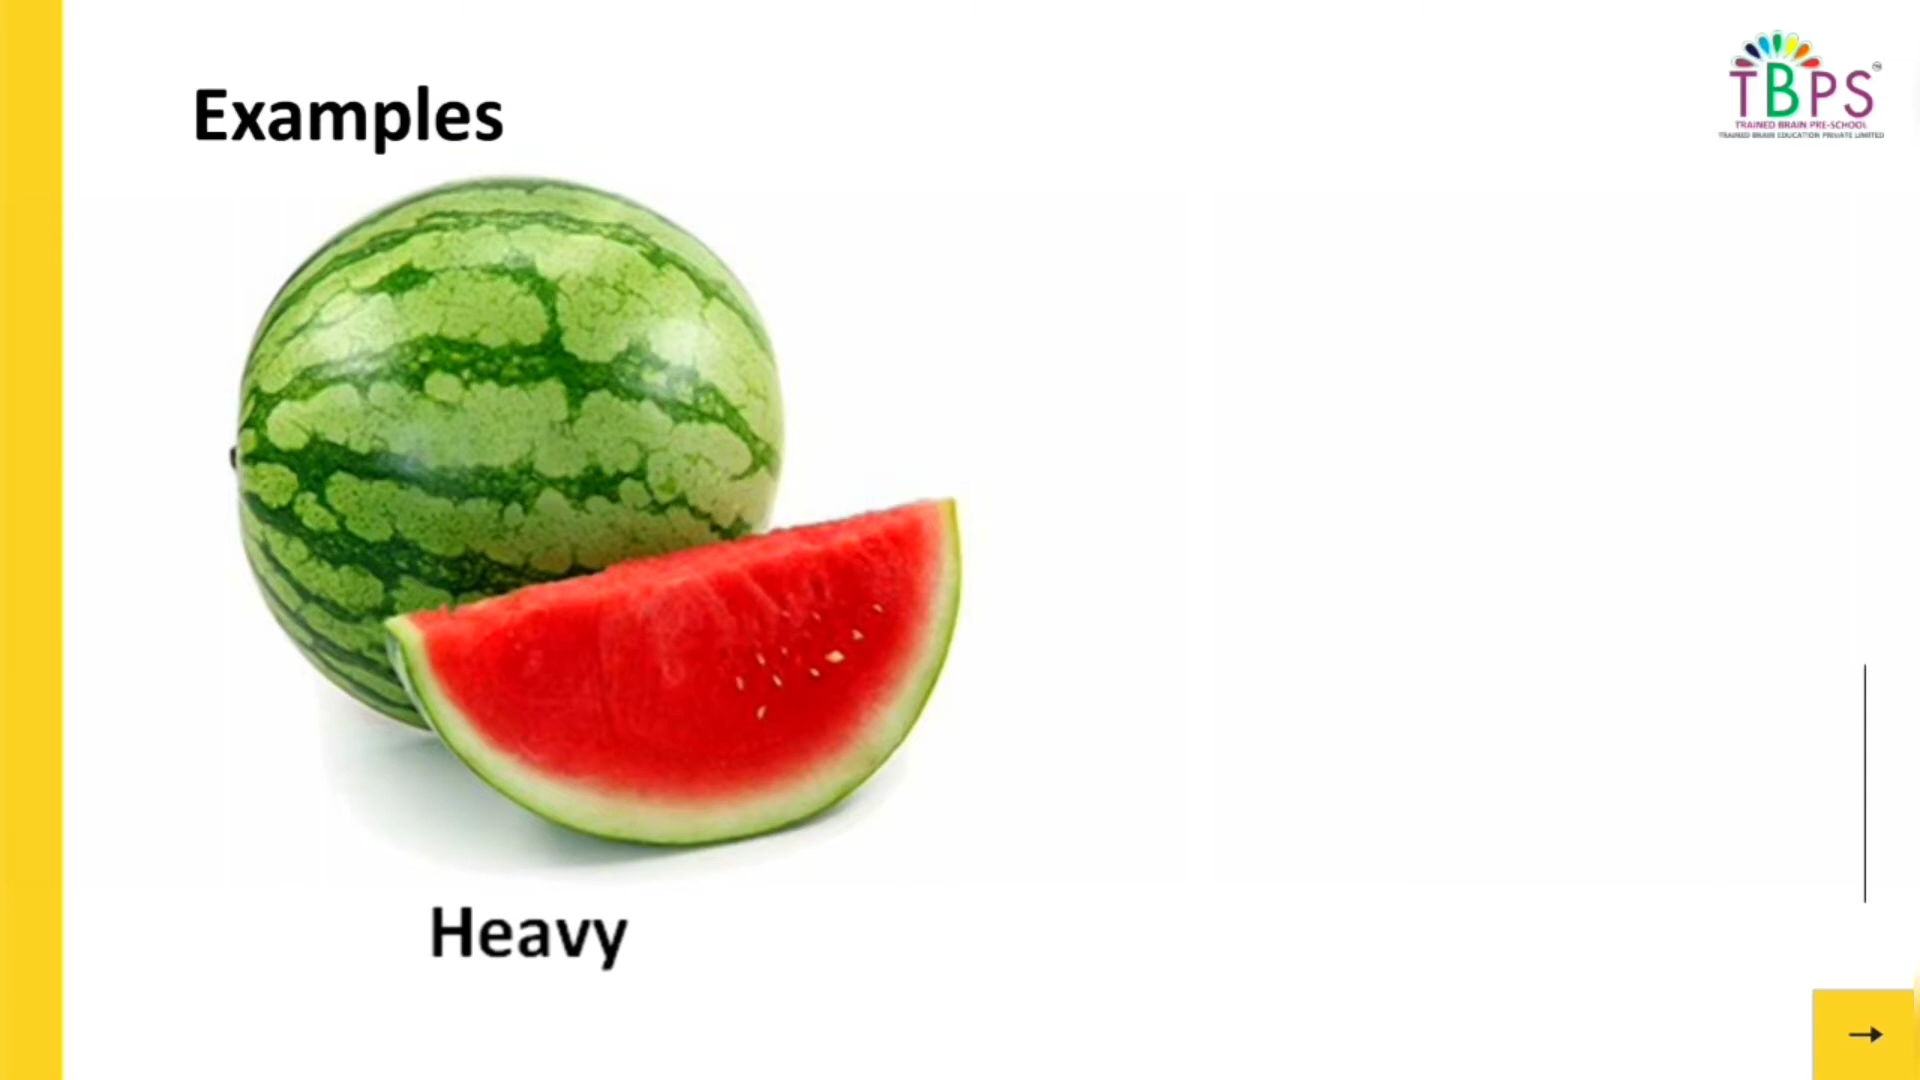 Examples
TBPS
TRAINED BRAIN PRE-SCHOOL
TRAINED BRAIN EDUCATION PRIVATE LIMITED
Heavy